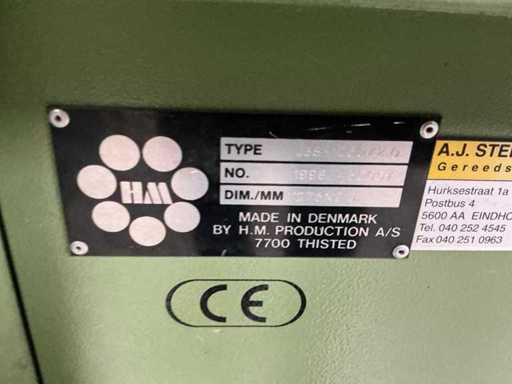 HM
TYPE
NO. 1996
DIM./MM
MADE IN DENMARK
BY H.M. PRODUCTION A/S
7700 THISTED
CE
A.J. STE
Gereeds
Hurksestraat 1a
Postbus 4
5600 AA EINDHO
Tel. 040 252 4545
Fax 040 251 0963